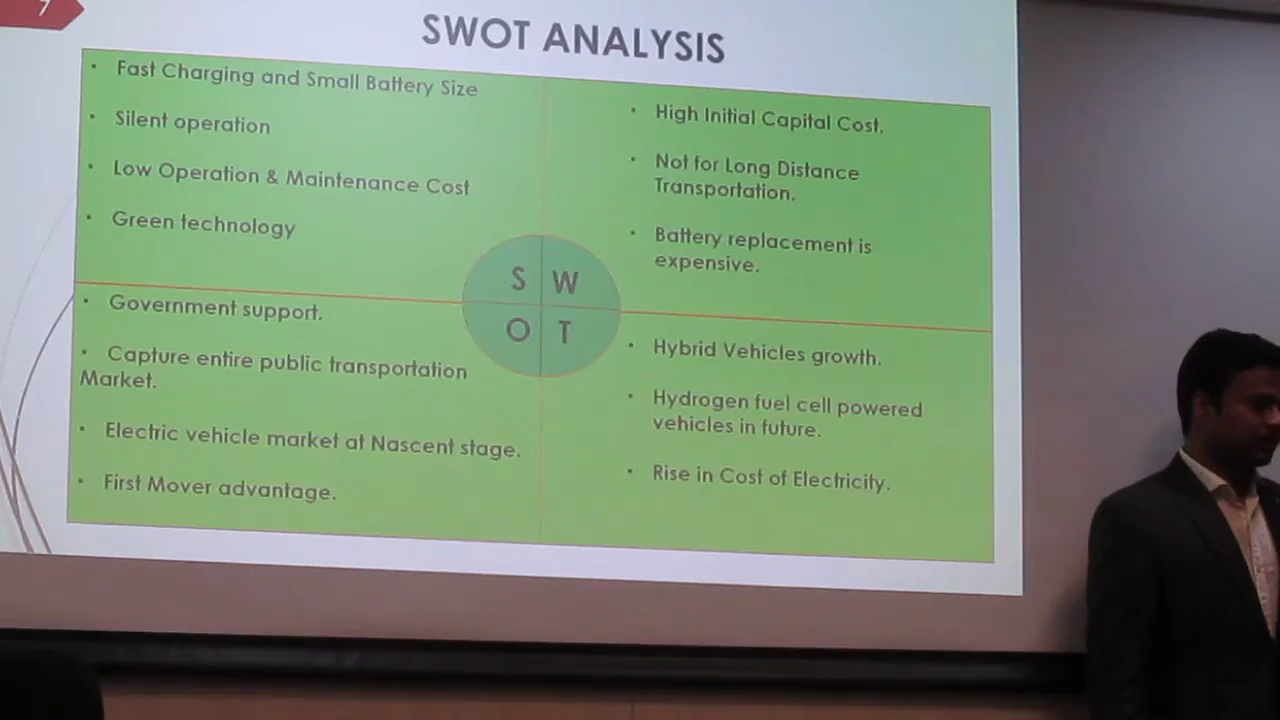 7
SWOT ANALYSIS
• Fast Charging and Small Battery Size
• Silent operation
• Low Operation & Maintenance Cost
• Green technology
• High Initial Capital Cost.
• Not for Long Distance
Transportation.
• Battery replacement is
expensive.
S W
O T
• Government support.
• Capture entire public transportation
Market.
• Electric vehicle market at Nascent stage.
• First Mover advantage.
• Hybrid Vehicles growth.
• Hydrogen fuel cell powered
vehicles in future.
• Rise in Cost of Electricity.